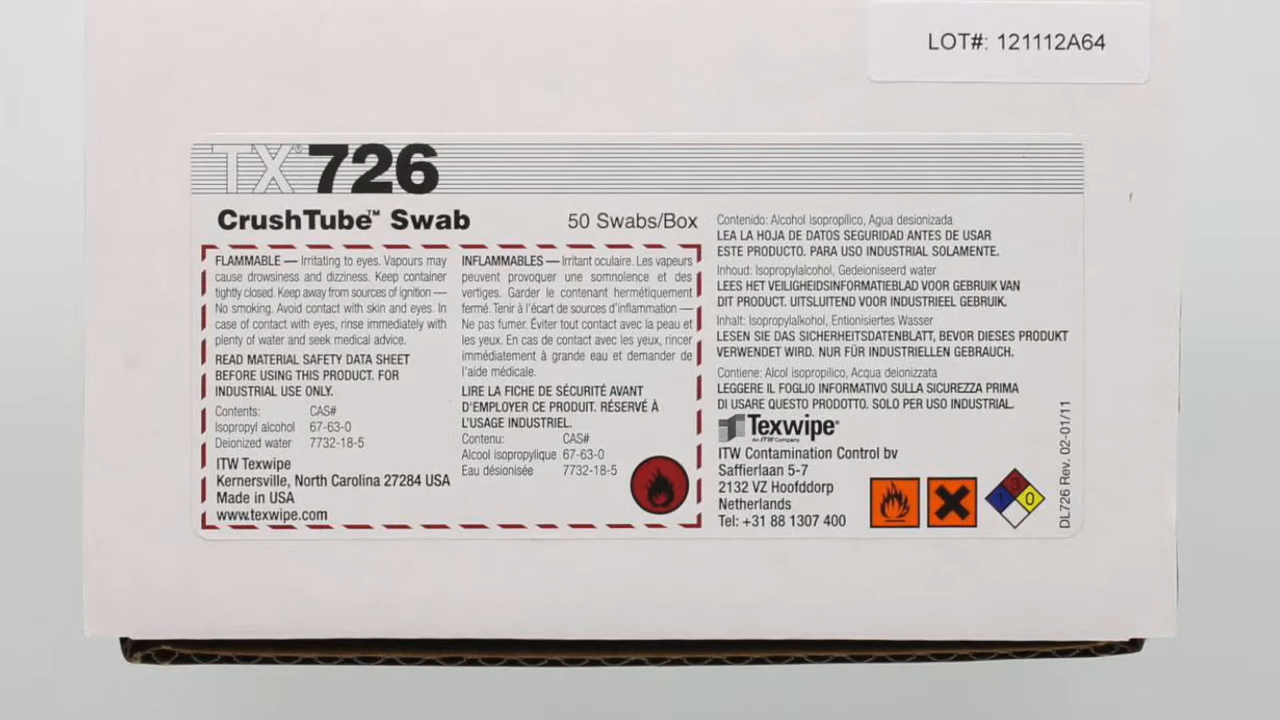 LOT#: 121112A64
TX® 726
CrushTube™ Swab
50 Swabs/Box
FLAMMABLE — Irritating to eyes. Vapours may
cause drowsiness and dizziness. Keep container
tightly closed. Keep away from sources of ignition —
No smoking. Avoid contact with skin and eyes. In
case of contact with eyes, rinse immediately with
plenty of water and seek medical advice.
READ MATERIAL SAFETY DATA SHEET
BEFORE USING THIS PRODUCT. FOR
INDUSTRIAL USE ONLY.
Contents: CAS#
Isopropyl alcohol 67-63-0
Deionized water 7732-18-5
ITW Texwipe
Kernersville, North Carolina 27284 USA
Made in USA
www.texwipe.com
INFLAMMABLES — Irritant oculaire. Les vapeurs
peuvent provoquer une somnolence et des
vertiges. Garder le contenant hermétiquement
fermé. Tenir à l'écart de sources d'inflammation —
Ne pas fumer. Éviter tout contact avec la peau et
les yeux. En cas de contact avec les yeux, rincer
immédiatement à grande eau et demander de
l'aide médicale.
LIRE LA FICHE DE SÉCURITÉ AVANT
D'EMPLOYER CE PRODUIT. RÉSERVÉ À
L'USAGE INDUSTRIEL.
Contenu: CAS#
Alcool isopropylique 67-63-0
Eau désionisée 7732-18-5
Contenido: Alcohol isopropílico, Agua desionizada
LEA LA HOJA DE DATOS SEGURIDAD ANTES DE USAR
ESTE PRODUCTO. PARA USO INDUSTRIAL SOLAMENTE.
Inhoud: Isopropylalcohol, Gedeioniseerd water
LEES HET VEILIGHEIDSINFORMATIEBLAD VOOR GEBRUIK VAN
DIT PRODUCT. UITSLUITEND VOOR INDUSTRIEEL GEBRUIK.
Inhalt: Isopropylalkohol, Entionisiertes Wasser
LESEN SIE DAS SICHERHEITSDATENBLATT, BEVOR DIESES PRODUKT
VERWENDET WIRD. NUR FÜR INDUSTRIELLEN GEBRAUCH.
Contiene: Alcol isopropilico, Acqua deionizzata
LEGGERE IL FOGLIO INFORMATIVO SULLA SICUREZZA PRIMA
DI USARE QUESTO PRODOTTO. SOLO PER USO INDUSTRIAL.
Texwipe®
An ITW Company
ITW Contamination Control bv
Saffierlaan 5-7
2132 VZ Hoofddorp
Netherlands
Tel: +31 88 1307 400
3
1 0
DL726 Rev. 02-01/11